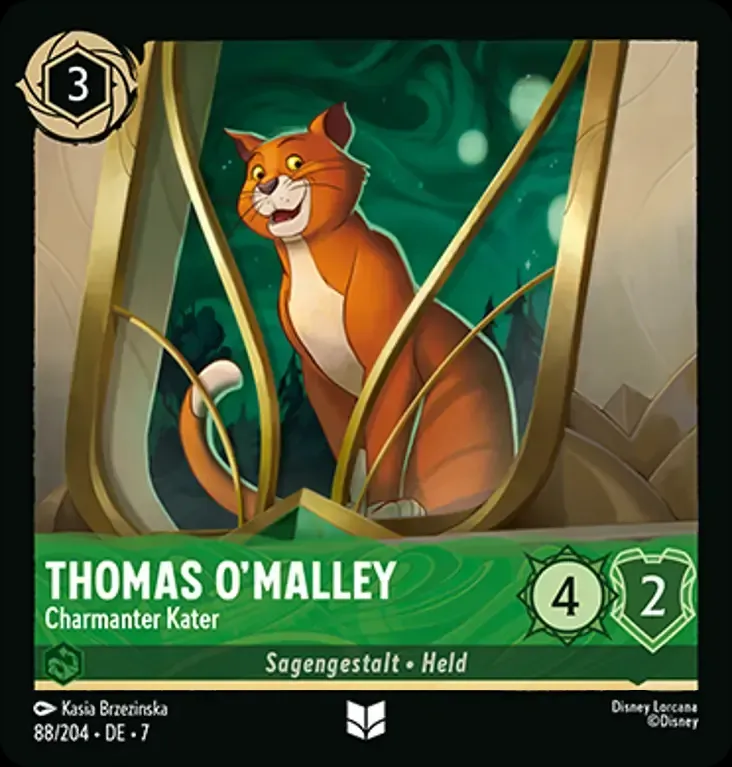 3
THOMAS O'MALLEY
Charmanter Kater
4
2
Sagengestalt • Held
Kasia Brzezinska
88/204 • DE • 7
Disney Lorcana
©Disney